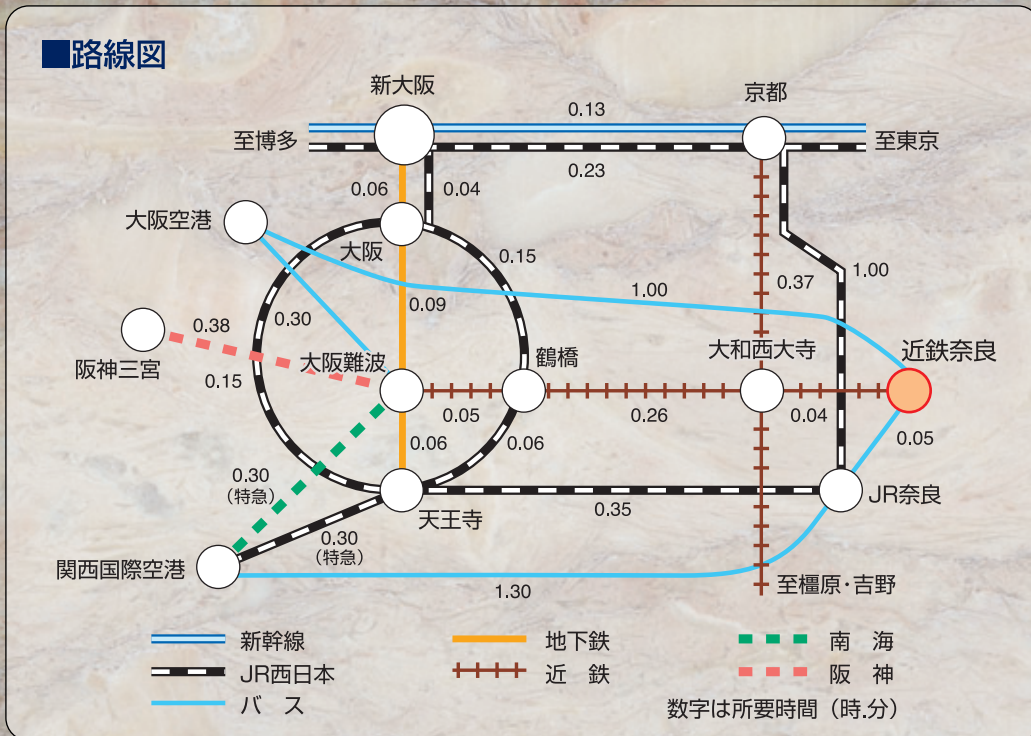 ■路線図
新大阪
京都
0.13
至博多
至東京
0.23
0.06
0.04
大阪空港
大阪
0.15
0.37
1.00
1.00
0.09
0.30
0.38
大阪難波
鶴橋
大和西大寺
近鉄奈良
阪神三宮
0.15
0.05
0.26
0.04
0.05
0.06
0.06
0.30
(特急)
天王寺
0.35
JR奈良
0.30
(特急)
関西国際空港
1.30
至橿原・吉野
新幹線
地下鉄
南 海
JR西日本
近 鉄
阪 神
バ ス
数字は所要時間（時.分）